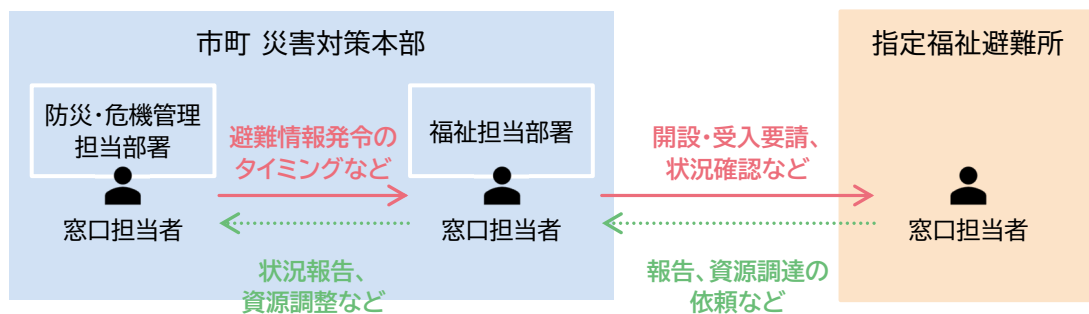 市町 災害対策本部
指定福祉避難所
防災・危機管理
担当部署
避難情報発令の
タイミングなど
福祉担当部署
開設・受入要請、
状況確認など
窓口担当者
窓口担当者
窓口担当者
状況報告、
資源調整など
報告、資源調達の
依頼など